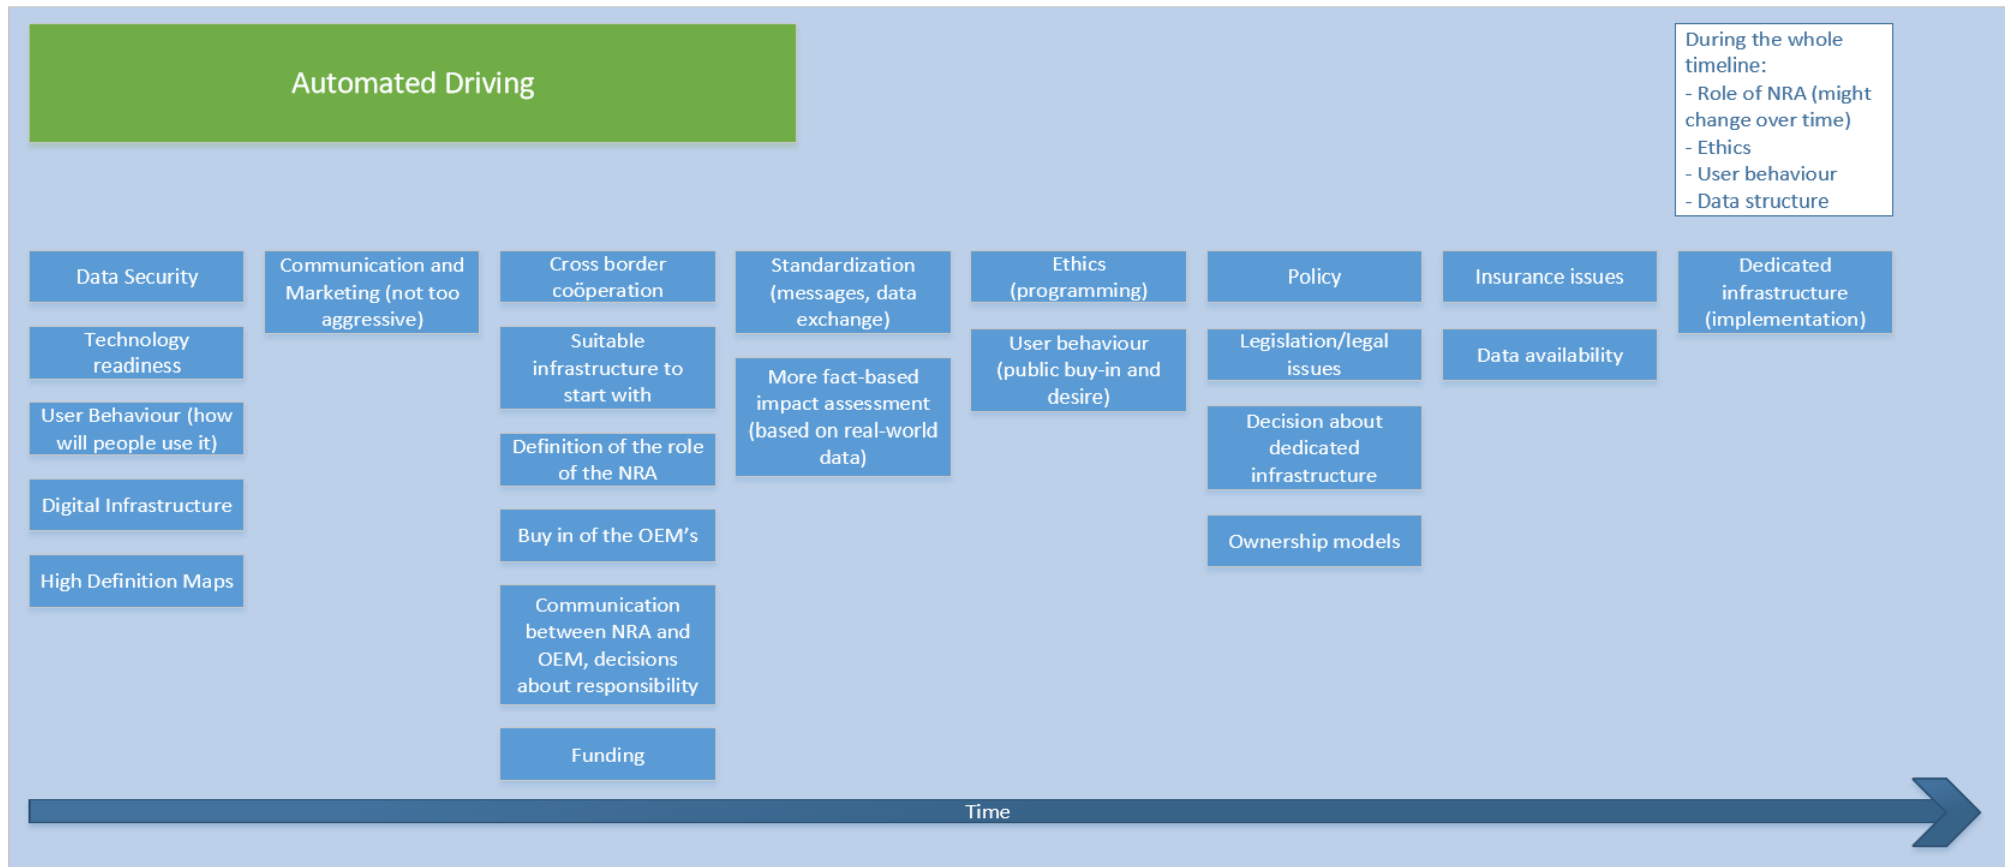 Automated Driving
During the whole
timeline:
- Role of NRA (might
change over time)
- Ethics
- User behaviour
- Data structure
Data Security
Technology
readiness
User Behaviour (how
will people use it)
Digital Infrastructure
High Definition Maps
Communication and
Marketing (not too
aggressive)
Cross border
coöperation
Suitable
infrastructure to
start with
Definition of the role
of the NRA
Buy in of the OEM’s
Communication
between NRA and
OEM, decisions
about responsibility
Funding
Standardization
(messages, data
exchange)
More fact-based
impact assessment
(based on real-world
data)
Ethics
(programming)
User behaviour
(public buy-in and
desire)
Policy
Legislation/legal
issues
Decision about
dedicated
infrastructure
Ownership models
Insurance issues
Data availability
Dedicated
infrastructure
(implementation)
Time